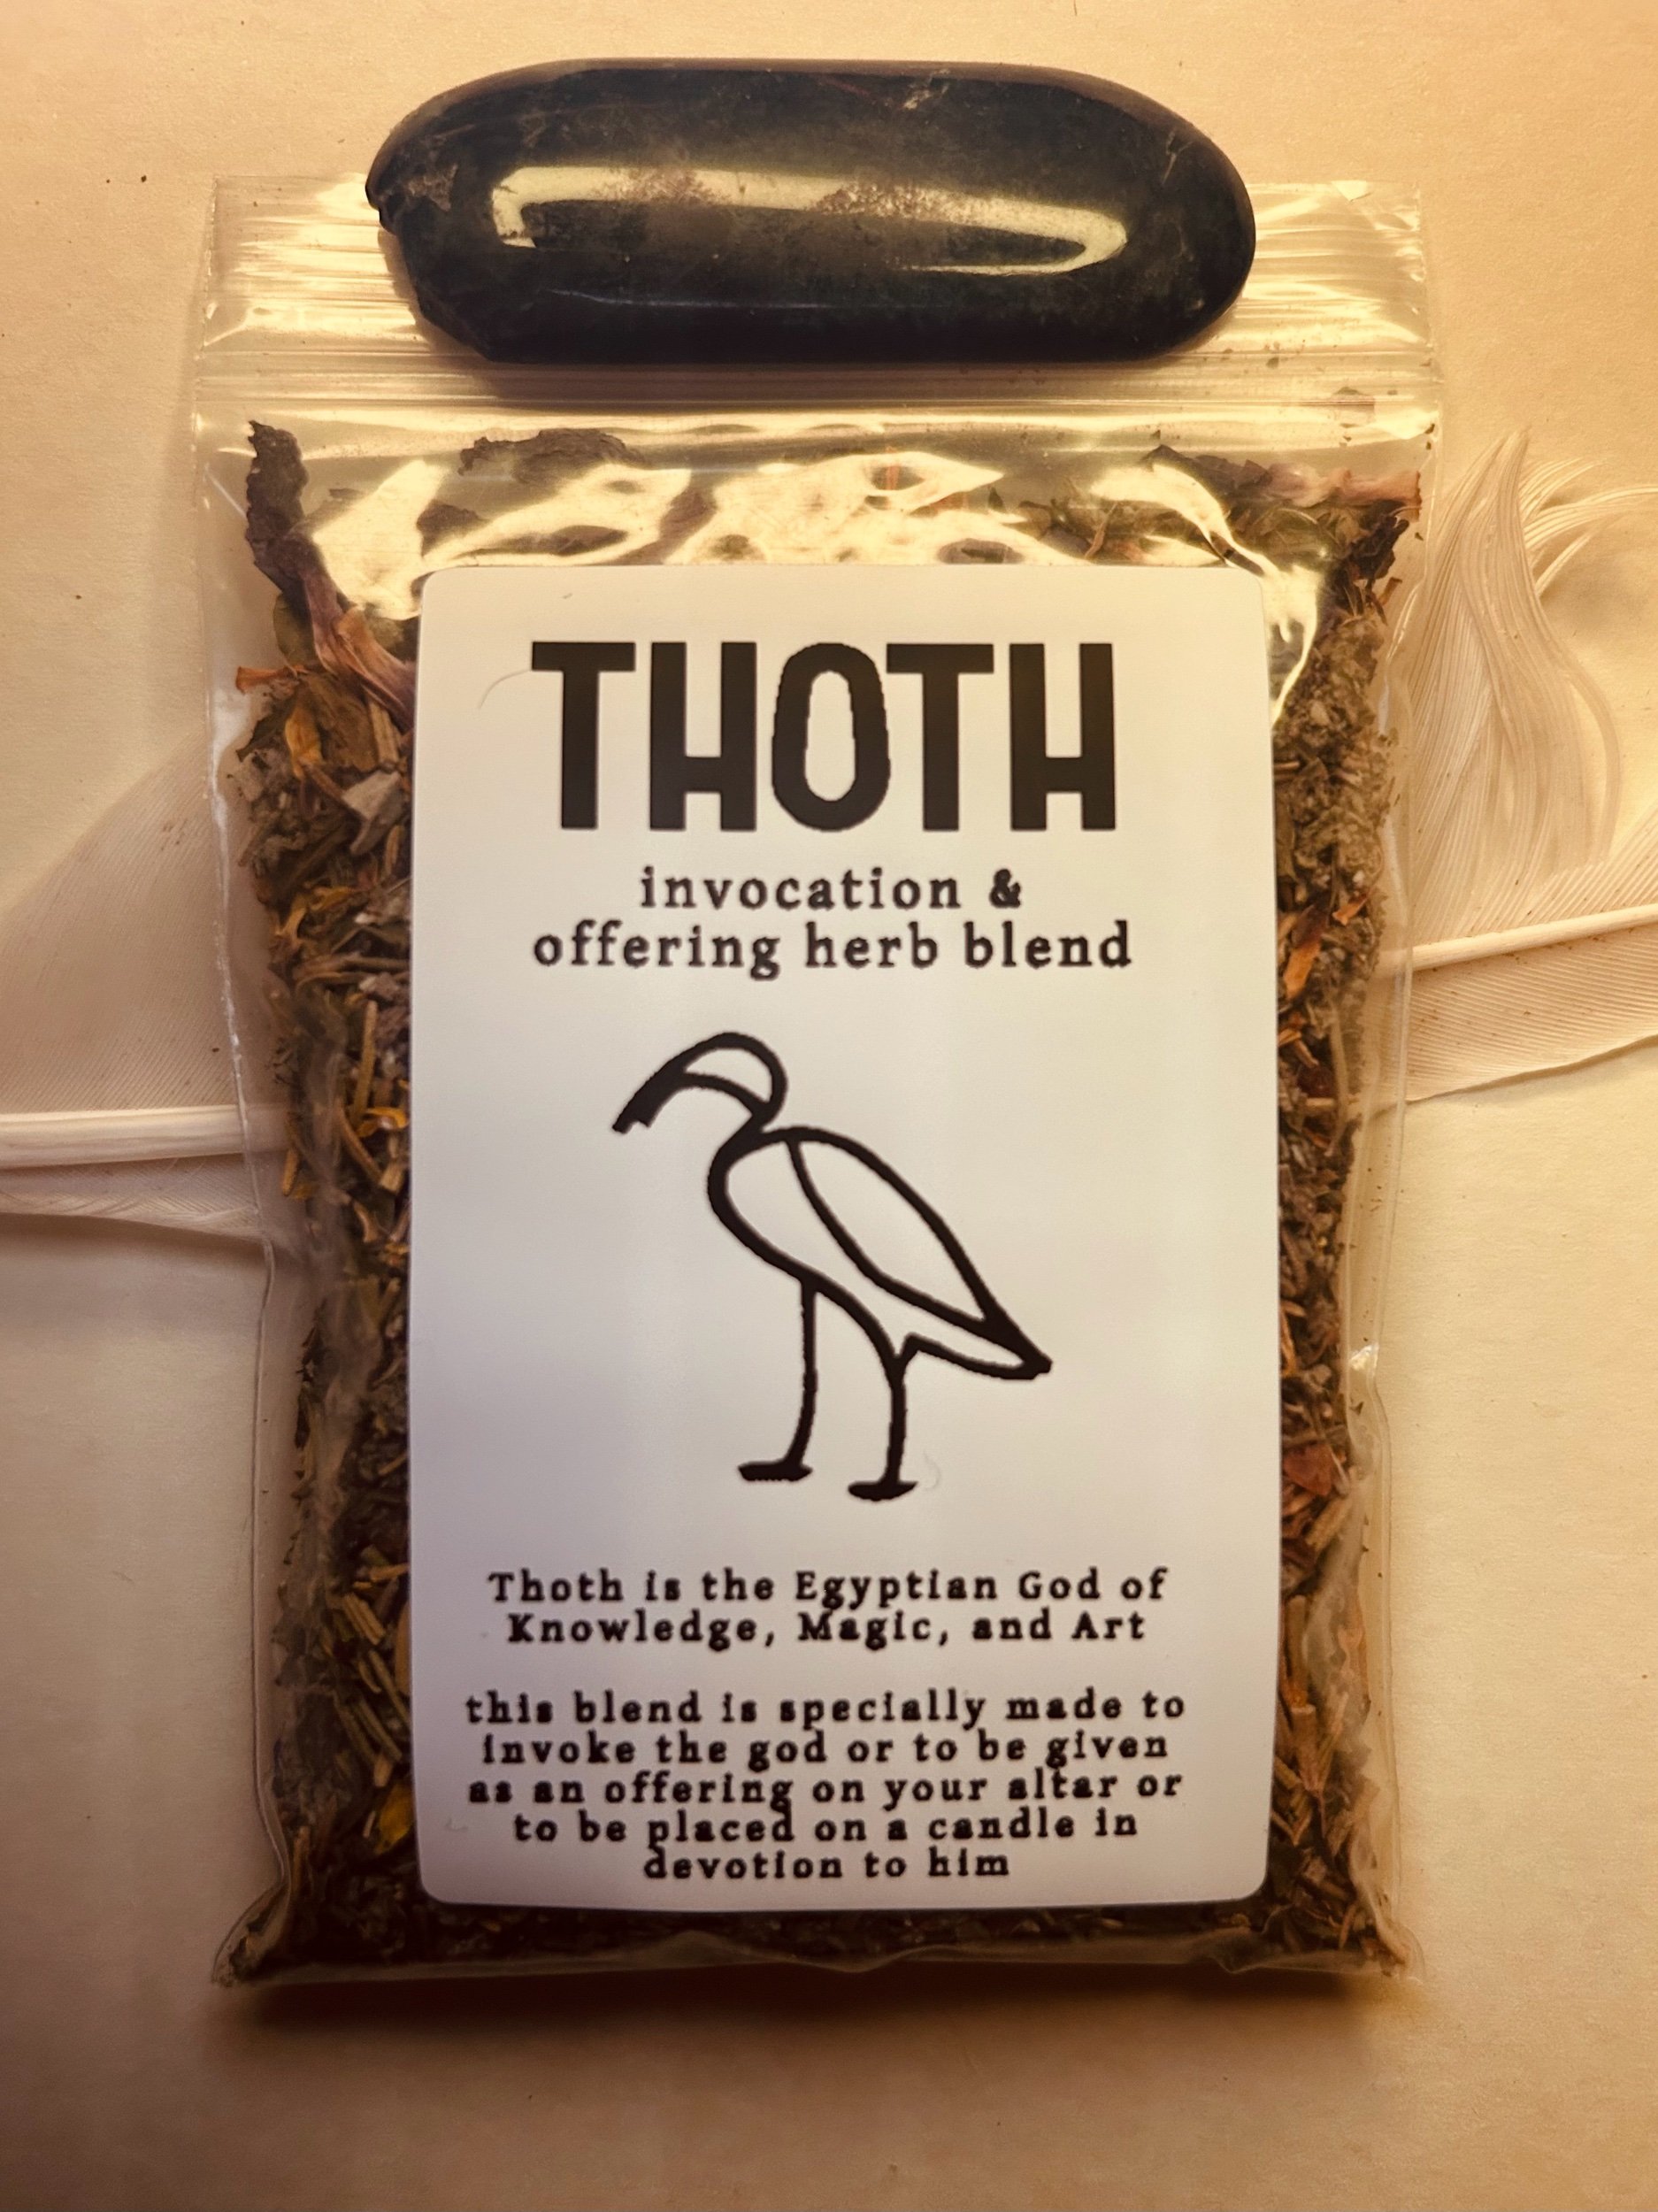 THOTH
invocation &
offering herb blend
Thoth is the Egyptian God of
Knowledge, Magic, and Art
this blend is specially made to
invoke the god or to be given
as an offering on your altar or
to be placed on a candle in
devotion to him